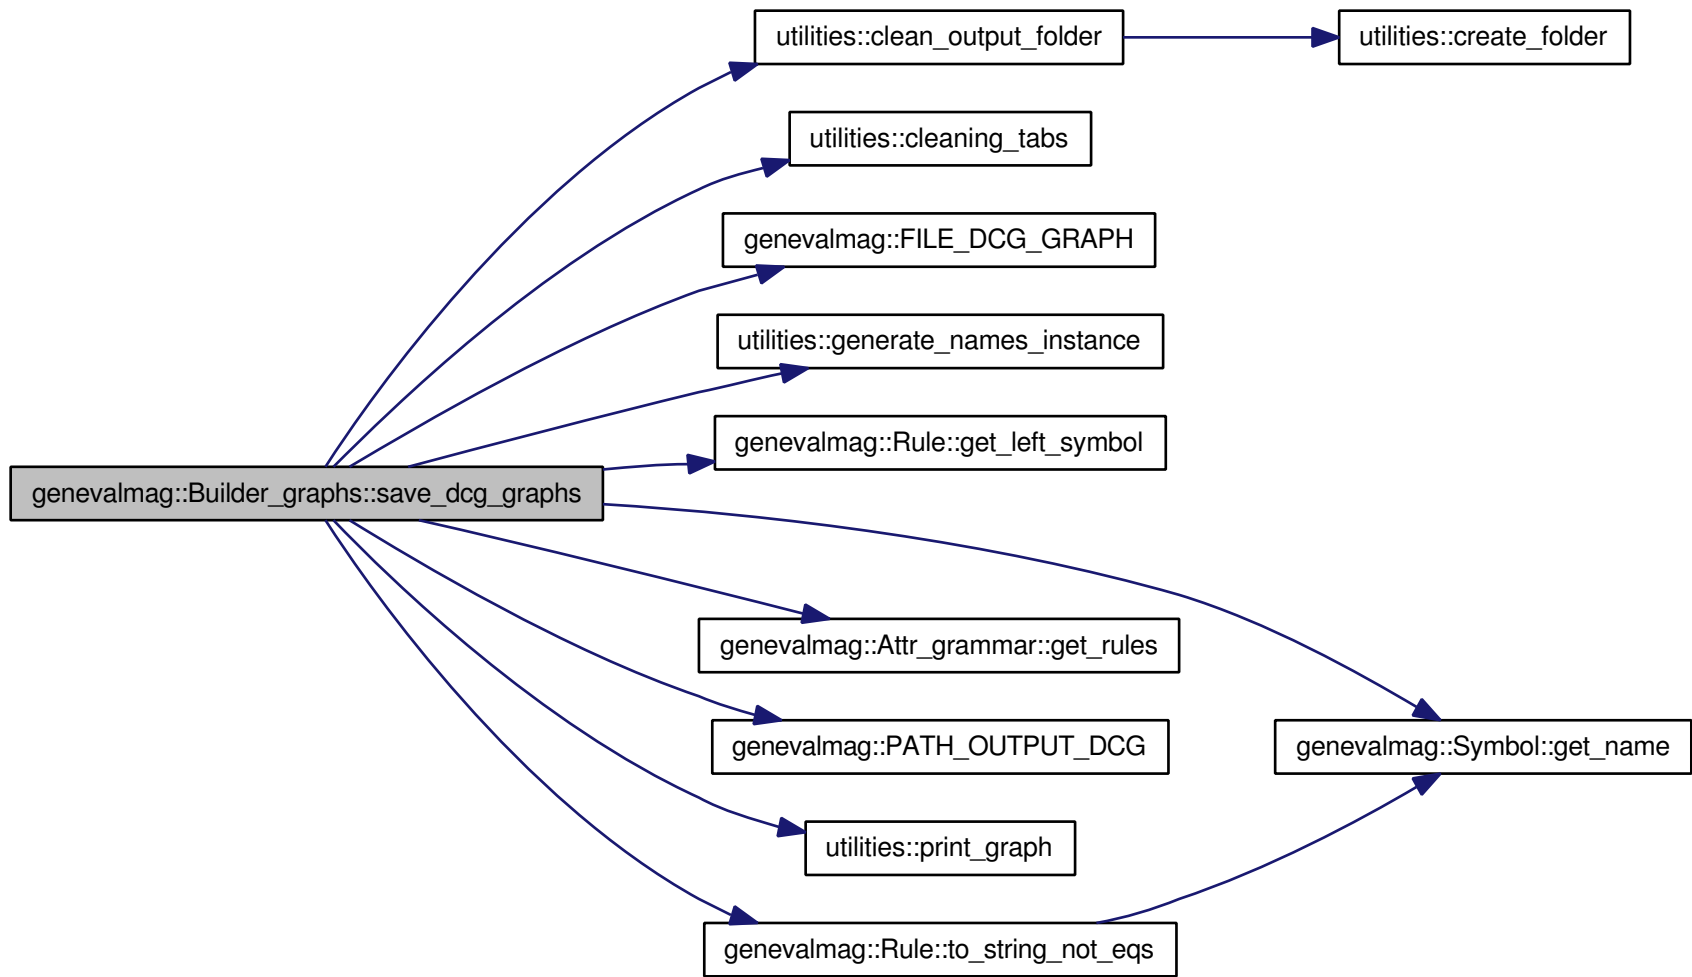 utilities::clean_output_folder
utilities::create_folder
utilities::cleaning_tabs
genevalmag::FILE_DCG_GRAPH
utilities::generate_names_instance
genevalmag::Rule::get_left_symbol
genevalmag::Builder_graphs::save_dcg_graphs
genevalmag::Attr_grammar::get_rules
genevalmag::PATH_OUTPUT_DCG
genevalmag::Symbol::get_name
utilities::print_graph
genevalmag::Rule::to_string_not_eqs